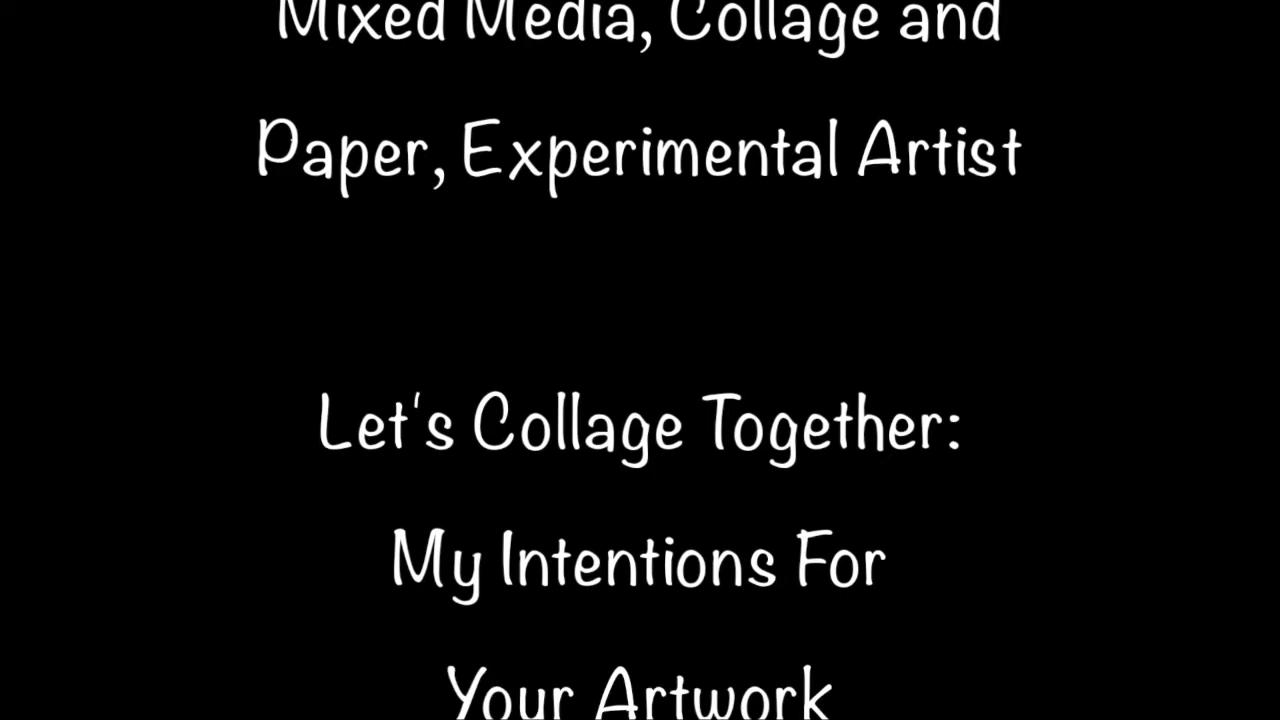 Mixed Media, Collage and
Paper, Experimental Artist
Let's Collage Together:
My Intentions For
Your Artwork